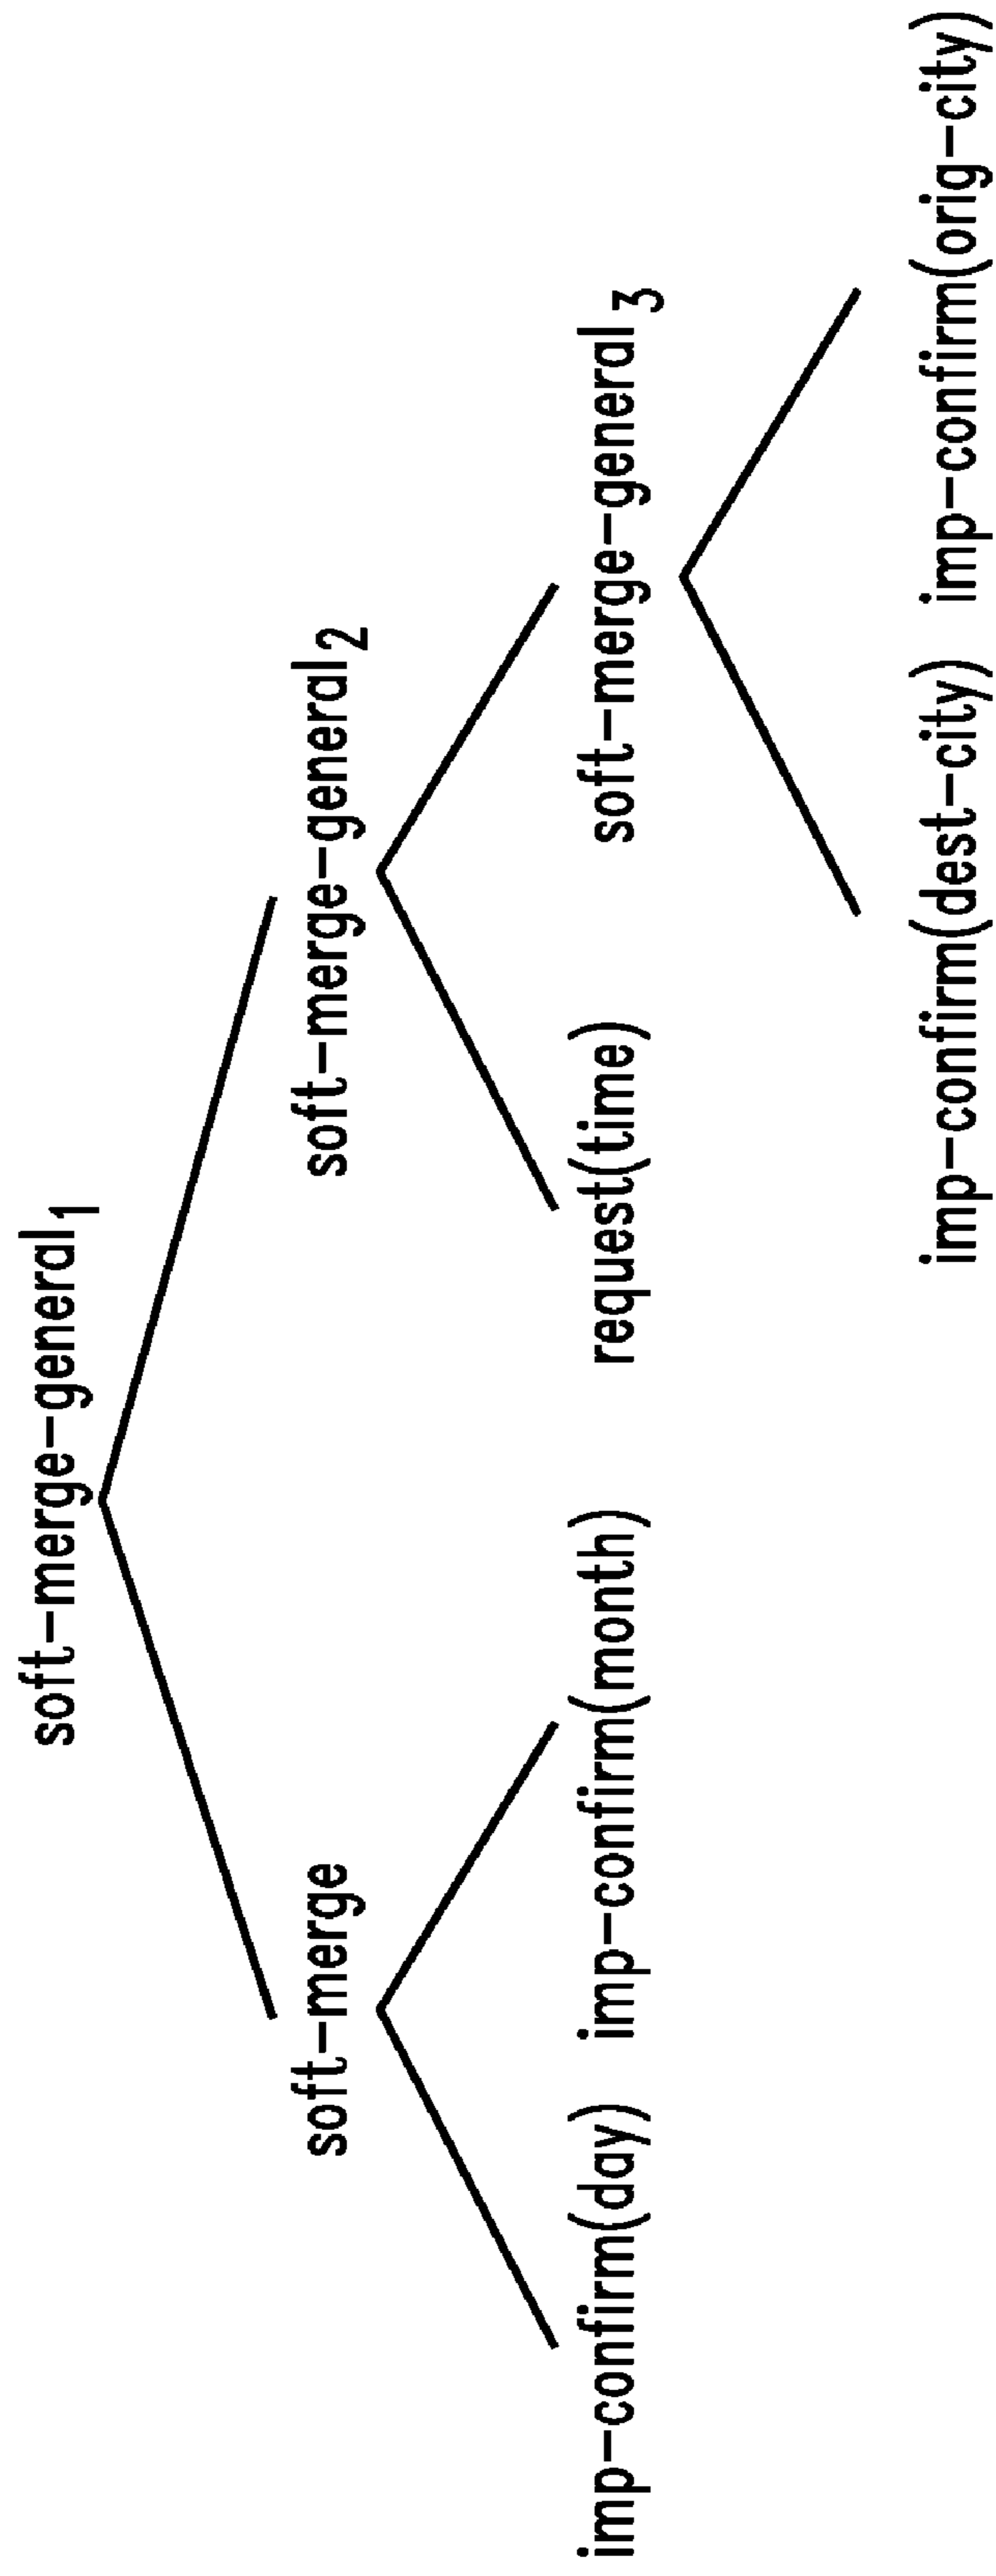 soft-merge-general1
soft-merge soft-merge-general2
imp-confirm(day) imp-confirm(month) request(time) soft-merge-general3
imp-confirm(dest-city) imp-confirm(orig-city)